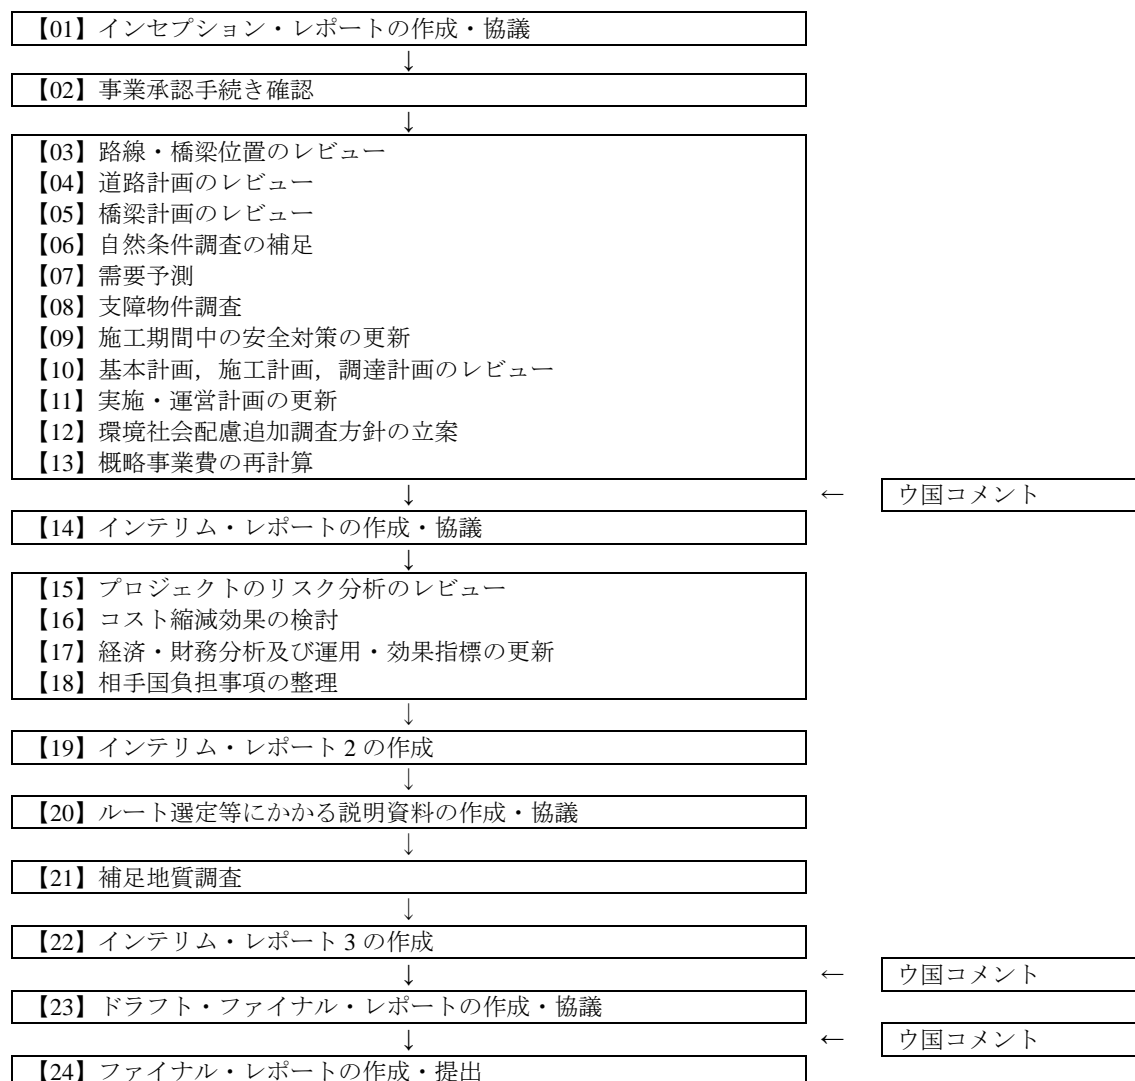 【01】インセプション・レポートの作成・協議
↓
【02】事業承認手続き確認
↓
【03】路線・橋梁位置のレビュー
【04】道路計画のレビュー
【05】橋梁計画のレビュー
【06】自然条件調査の補足
【07】需要予測
【08】支障物件調査
【09】施工期間中の安全対策の更新
【10】基本計画，施工計画，調達計画のレビュー
【11】実施・運営計画の更新
【12】環境社会配慮追加調査方針の立案
【13】概略事業費の再計算
↓ ← ウ国コメント
【14】インテリム・レポートの作成・協議
↓
【15】プロジェクトのリスク分析のレビュー
【16】コスト縮減効果の検討
【17】経済・財務分析及び運用・効果指標の更新
【18】相手国負担事項の整理
↓
【19】インテリム・レポート 2 の作成
↓
【20】ルート選定等にかかる説明資料の作成・協議
↓
【21】補足地質調査
↓
【22】インテリム・レポート 3 の作成
↓ ← ウ国コメント
【23】ドラフト・ファイナル・レポートの作成・協議
↓ ← ウ国コメント
【24】ファイナル・レポートの作成・提出